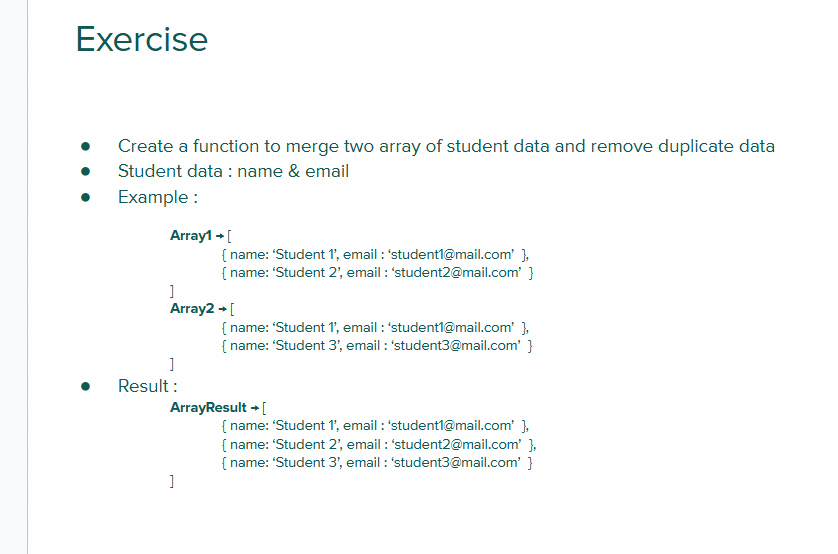 Exercise
● Create a function to merge two array of student data and remove duplicate data
● Student data : name & email
● Example :
Array1 → [
{ name: ‘Student 1’, email : ‘student1@mail.com’ },
{ name: ‘Student 2’, email : ‘student2@mail.com’ }
]
Array2 → [
{ name: ‘Student 1’, email : ‘student1@mail.com’ },
{ name: ‘Student 3’, email : ‘student3@mail.com’ }
]
● Result :
ArrayResult → [
{ name: ‘Student 1’, email : ‘student1@mail.com’ },
{ name: ‘Student 2’, email : ‘student2@mail.com’ },
{ name: ‘Student 3’, email : ‘student3@mail.com’ }
]